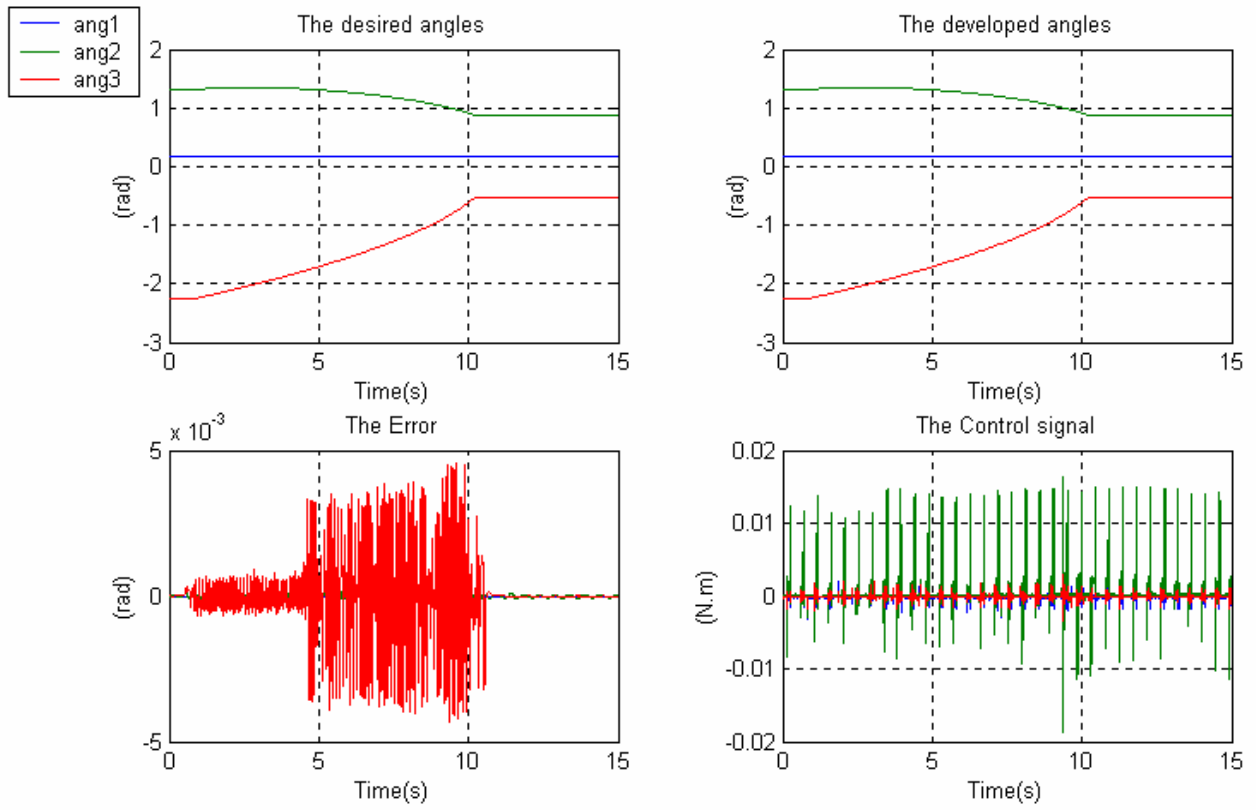 ang1
ang2
ang3
The desired angles
2
1
0
-1
-2
-3
(rad)
0
5
10
15
Time(s)
The developed angles
2
1
0
-1
-2
-3
(rad)
0
5
10
15
Time(s)
x 10-3
The Error
5
0
-5
(rad)
0
5
10
15
Time(s)
The Control signal
0.02
0.01
0
-0.01
-0.02
(N.m)
0
5
10
15
Time(s)